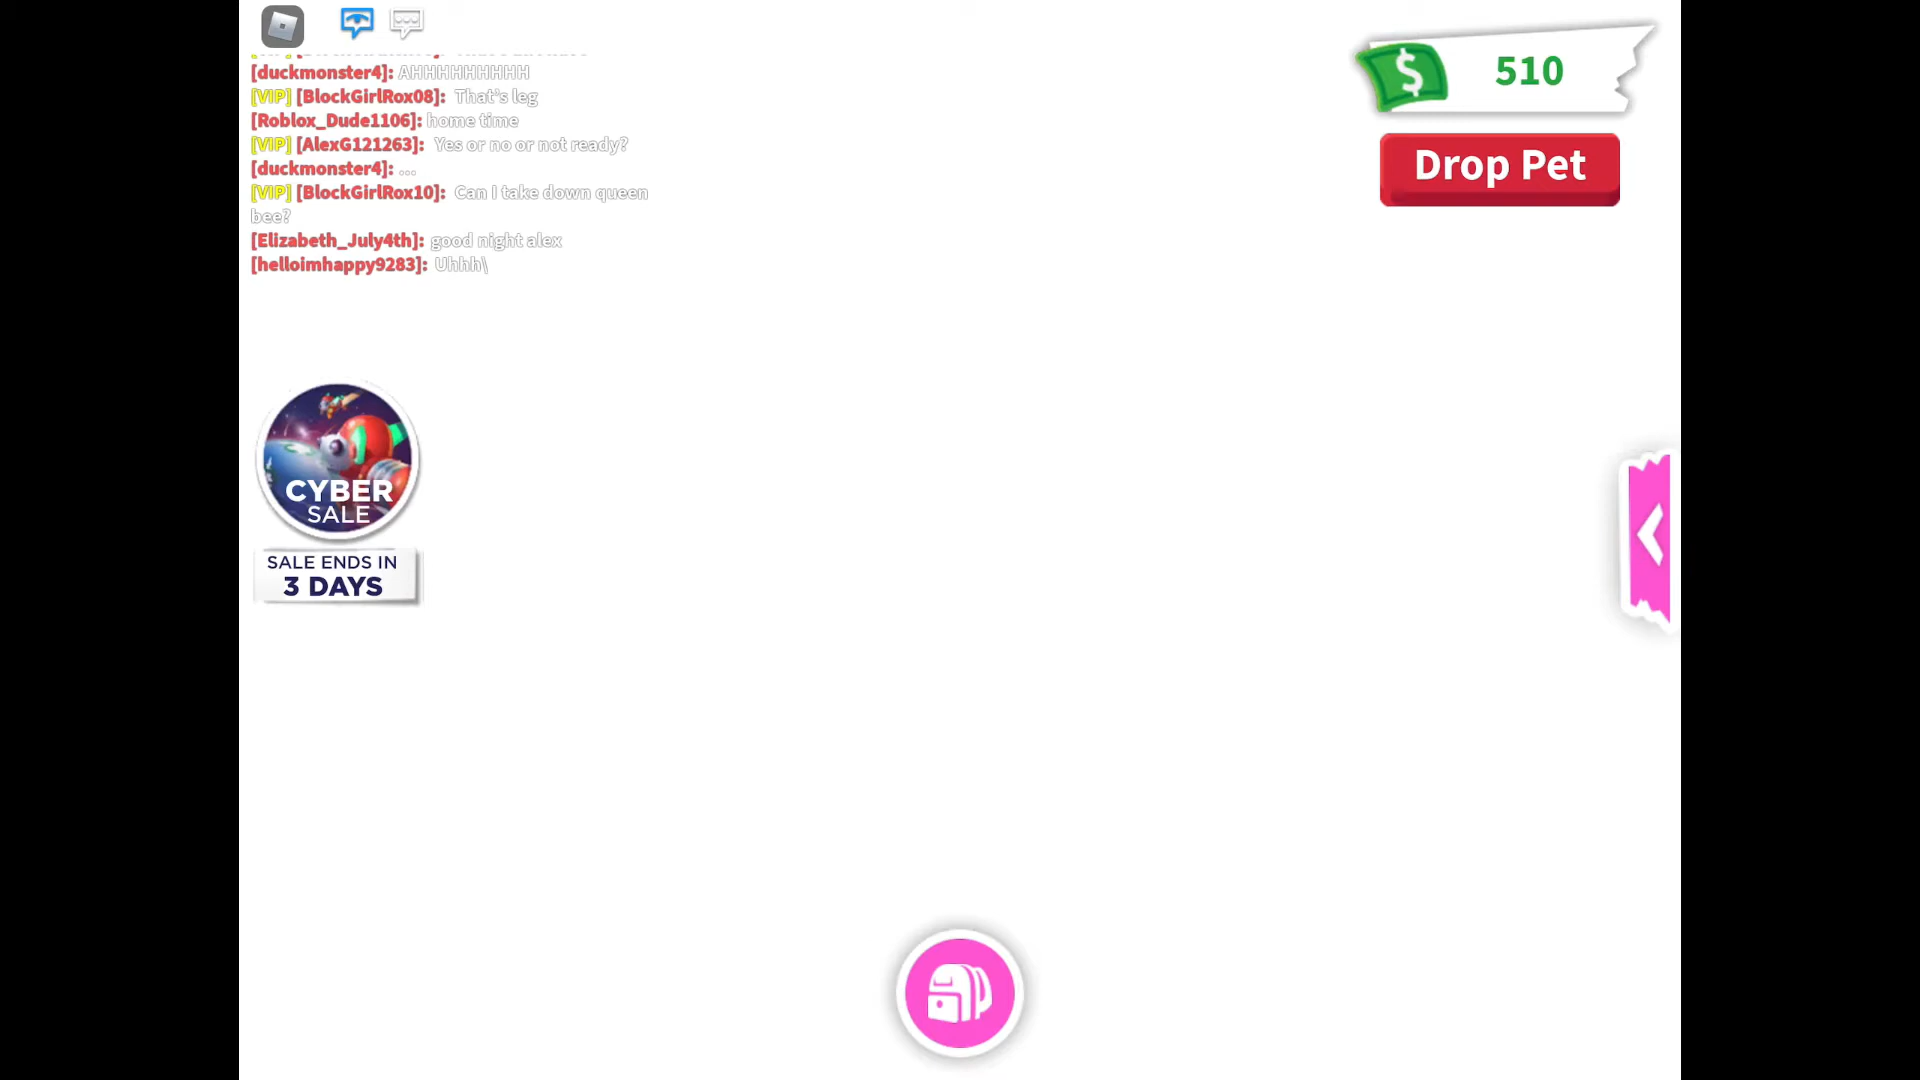 [duckmonster4]: AHHHHHHHHHH
[VIP] [BlockGirlRox08]: That's leg
[Roblox_Dude1106]: home time
[VIP] [AlexG121263]: Yes or no or not ready?
[duckmonster4]: ...
[VIP] [BlockGirlRox10]: Can I take down queen
bee?
[Elizabeth_July4th]: good night alex
[helloimhappy9283]: Uhhh\
510
Drop Pet
CYBER
SALE
SALE ENDS IN
3 DAYS